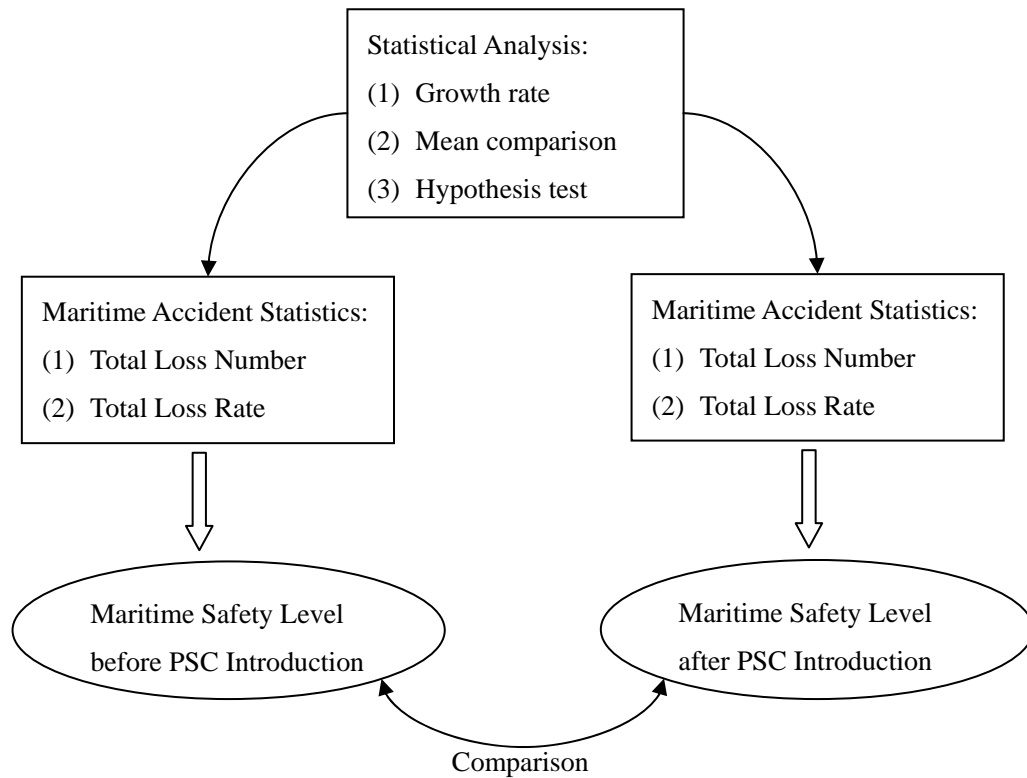 Statistical Analysis:
(1) Growth rate
(2) Mean comparison
(3) Hypothesis test
Maritime Accident Statistics:
(1) Total Loss Number
(2) Total Loss Rate
Maritime Accident Statistics:
(1) Total Loss Number
(2) Total Loss Rate
Maritime Safety Level
before PSC Introduction
Maritime Safety Level
after PSC Introduction
Comparison